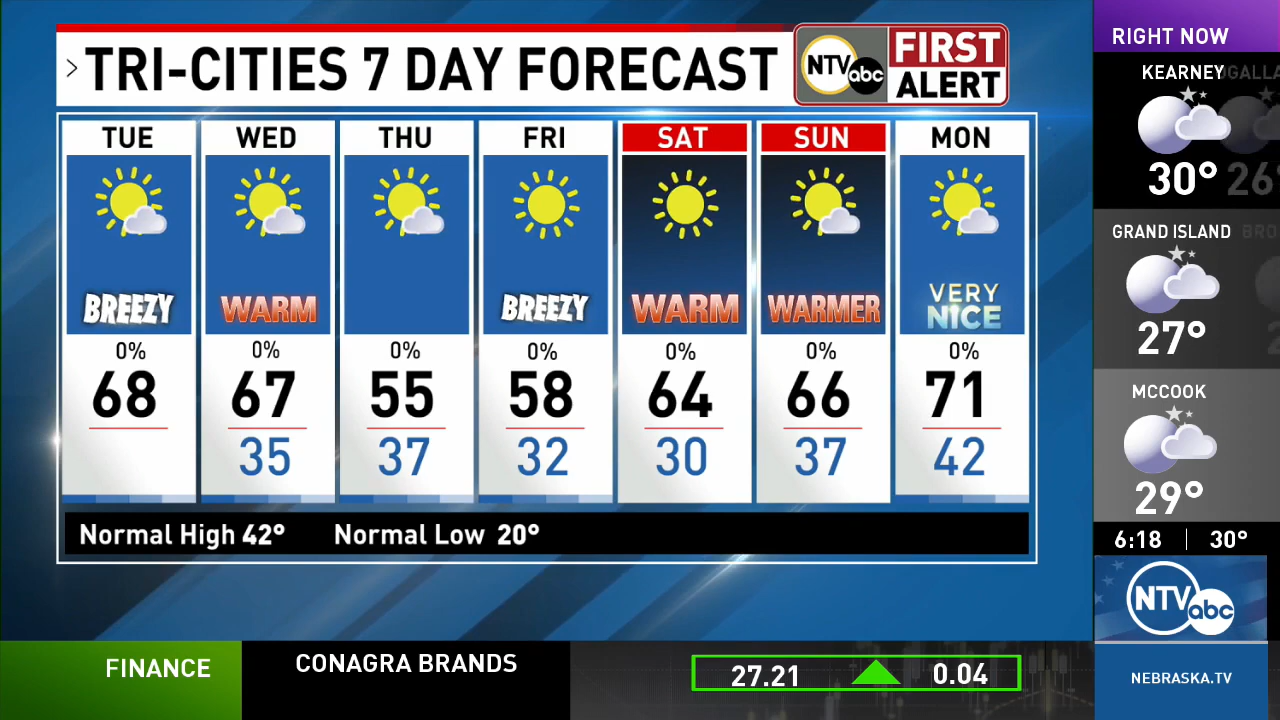 > TRI-CITIES 7 DAY FORECAST
NTV abc FIRST ALERT
TUE WED THU FRI SAT SUN MON
BREEZY WARM BREEZY WARM WARMER VERY NICE
0% 0% 0% 0% 0% 0% 0%
68 67 55 58 64 66 71
35 37 32 30 37 42
Normal High 42° Normal Low 20°
RIGHT NOW
KEARNEY
30° 26°
GRAND ISLAND
27°
MCCOOK
29°
6:18 30°
NTV abc
NEBRASKA.TV
FINANCE CONAGRA BRANDS 27.21 0.04